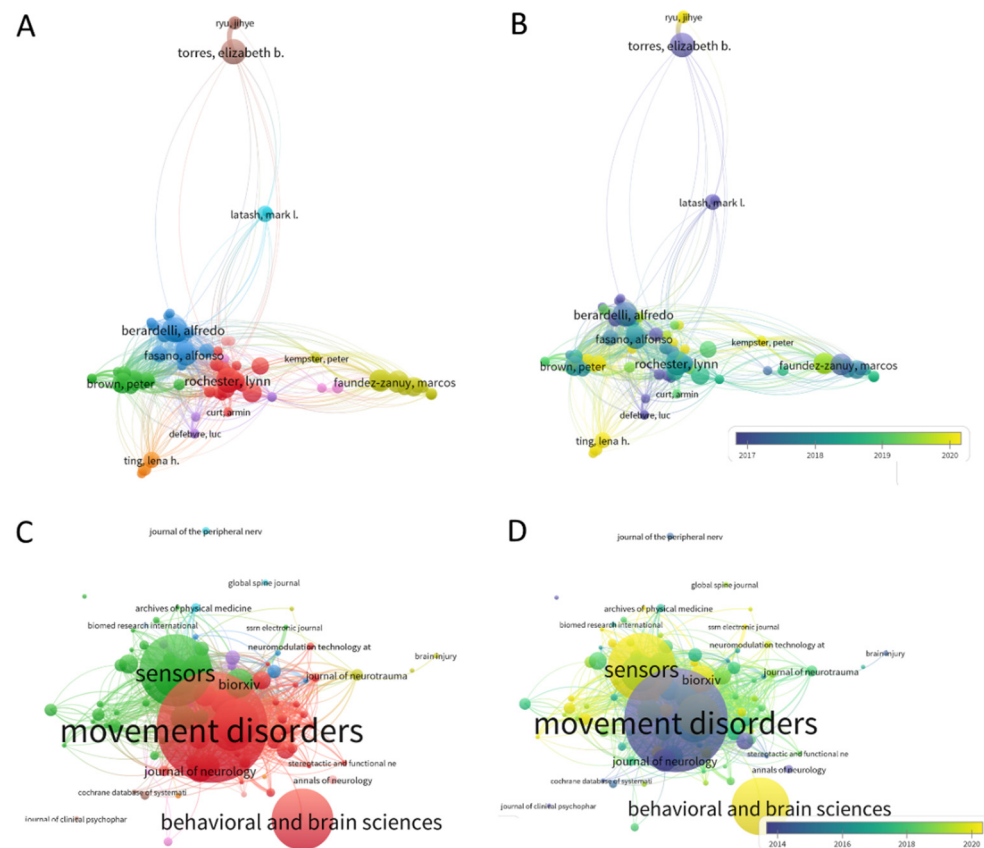 A
ryu, jihye
torres, elizabeth b.
latash, mark l.
berardelli, alfredo
fasano, alfonso
kempster, peter
brown, peter
rochester, lynn
faundez-zanuy, marcos
curt, armin
defebvre, luc
ting, lena h.
B
ryu, jihye
torres, elizabeth b.
latash, mark l.
berardelli, alfredo
fasano, alfonso
kempster, peter
brown, peter
rochester, lynn
faundez-zanuy, marcos
curt, armin
defebvre, luc
ting, lena h.
2017 2018 2019 2020
C
journal of the peripheral nerv
global spine journal
archives of physical medicine
biomed research international
ssm electronic journal
neuromodulation technology at
brain injury
sensors
biorxiv
journal of neurotrauma
movement disorders
stereotactic and functional ne
journal of neurology
annals of neurology
cochrane database of systemati
journal of clinical psychophar
behavioral and brain sciences
D
journal of the peripheral nerv
global spine journal
archives of physical medicine
biomed research international
ssm electronic journal
neuromodulation technology at
brain injury
sensors
biorxiv
journal of neurotrauma
movement disorders
stereotactic and functional ne
journal of neurology
annals of neurology
cochrane database of systemati
journal of clinical psychophar
behavioral and brain sciences
2014 2016 2018 2020